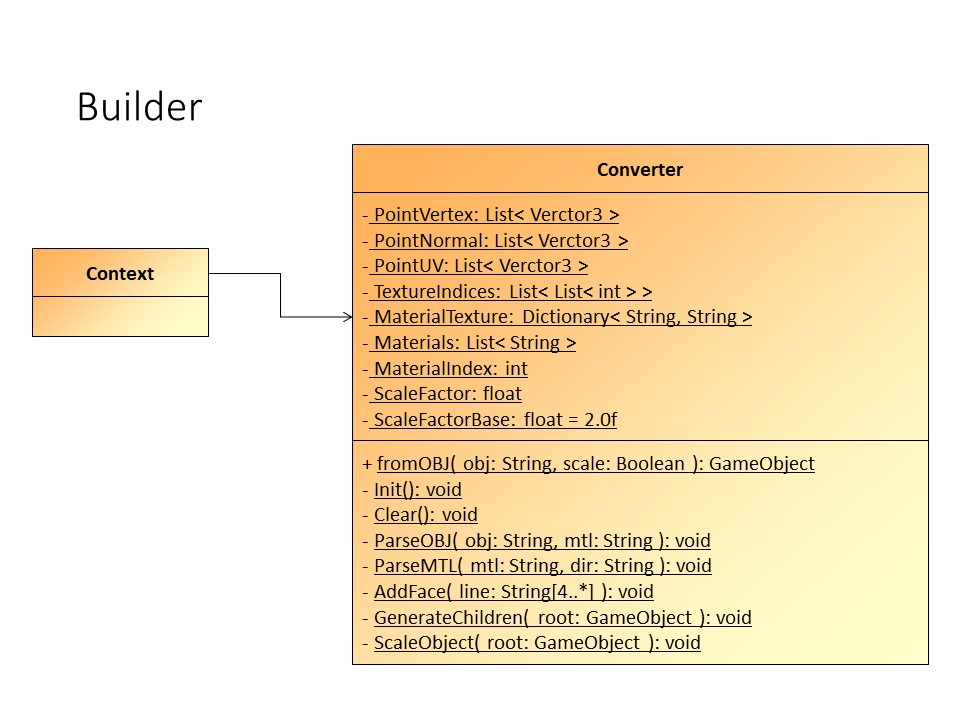 Builder
Converter
- PointVertex: List< Verctor3 >
- PointNormal: List< Verctor3 >
- PointUV: List< Verctor3 >
- TextureIndices: List< List< int > >
- MaterialTexture: Dictionary< String, String >
- Materials: List< String >
- MaterialIndex: int
- ScaleFactor: float
- ScaleFactorBase: float = 2.0f
+ fromOBJ( obj: String, scale: Boolean ): GameObject
- Init(): void
- Clear(): void
- ParseOBJ( obj: String, mtl: String ): void
- ParseMTL( mtl: String, dir: String ): void
- AddFace( line: String[4..*] ): void
- GenerateChildren( root: GameObject ): void
- ScaleObject( root: GameObject ): void
Context